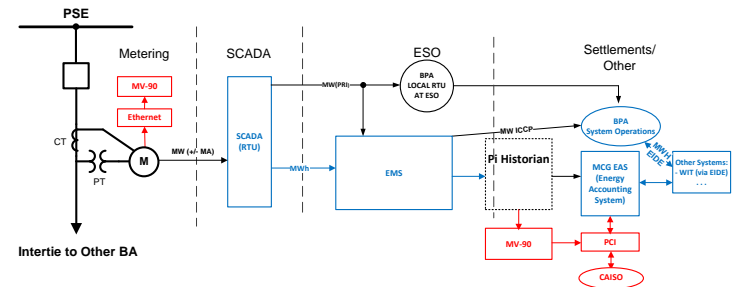 PSE
Metering
SCADA
ESO
Settlements/
Other
MV-90
Ethernet
CT
PT
M
MW (+/- MA)
SCADA
(RTU)
MW(PRI)
MWh
BPA
LOCAL RTU
AT ESO
EMS
MW ICCP
Pi Historian
BPA
System Operations
MWH
EIDE
MCG EAS
(Energy
Accounting
System)
Other Systems:
- WIT (via EIDE)
. . .
MV-90
PCI
CAISO
Intertie to Other BA